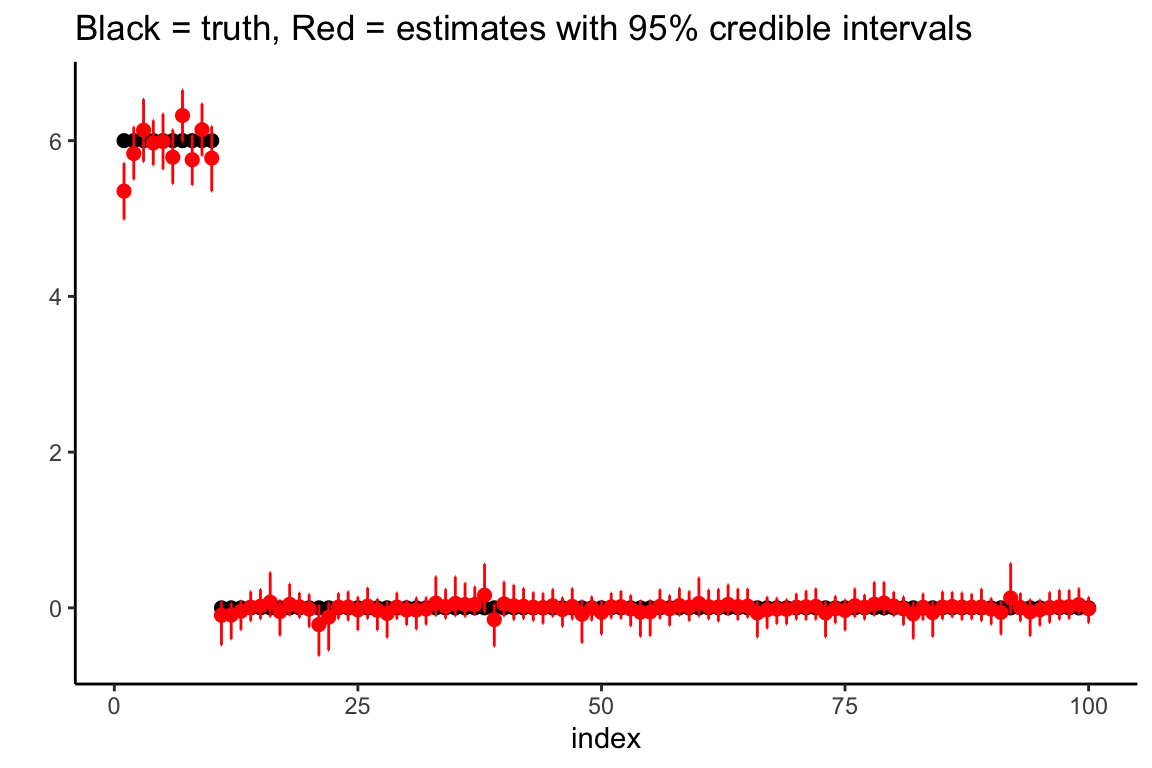 Black = truth, Red = estimates with 95% credible intervals
6
4
2
0
0 25 50 75 100
index